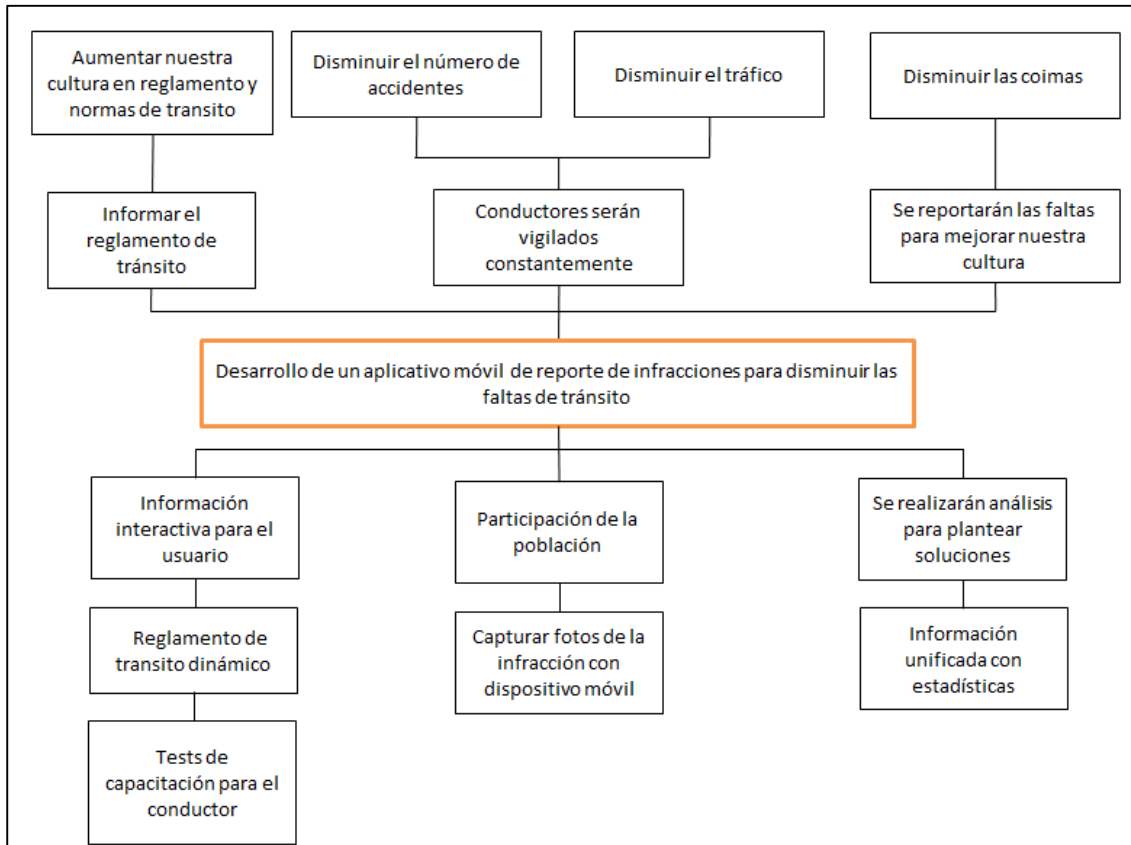 Aumentar nuestra
cultura en reglamento y
normas de transito
Disminuir el número de
accidentes
Disminuir el tráfico
Disminuir las coimas
Informar el
reglamento de
tránsito
Conductores serán
vigilados
constantemente
Se reportarán las faltas
para mejorar nuestra
cultura
Desarrollo de un aplicativo móvil de reporte de infracciones para disminuir las
faltas de tránsito
Información
interactiva para el
usuario
Participación de la
población
Se realizarán análisis
para plantear
soluciones
Reglamento de
transito dinámico
Capturar fotos de la
infracción con
dispositivo móvil
Información
unificada con
estadísticas
Tests de
capacitación para el
conductor